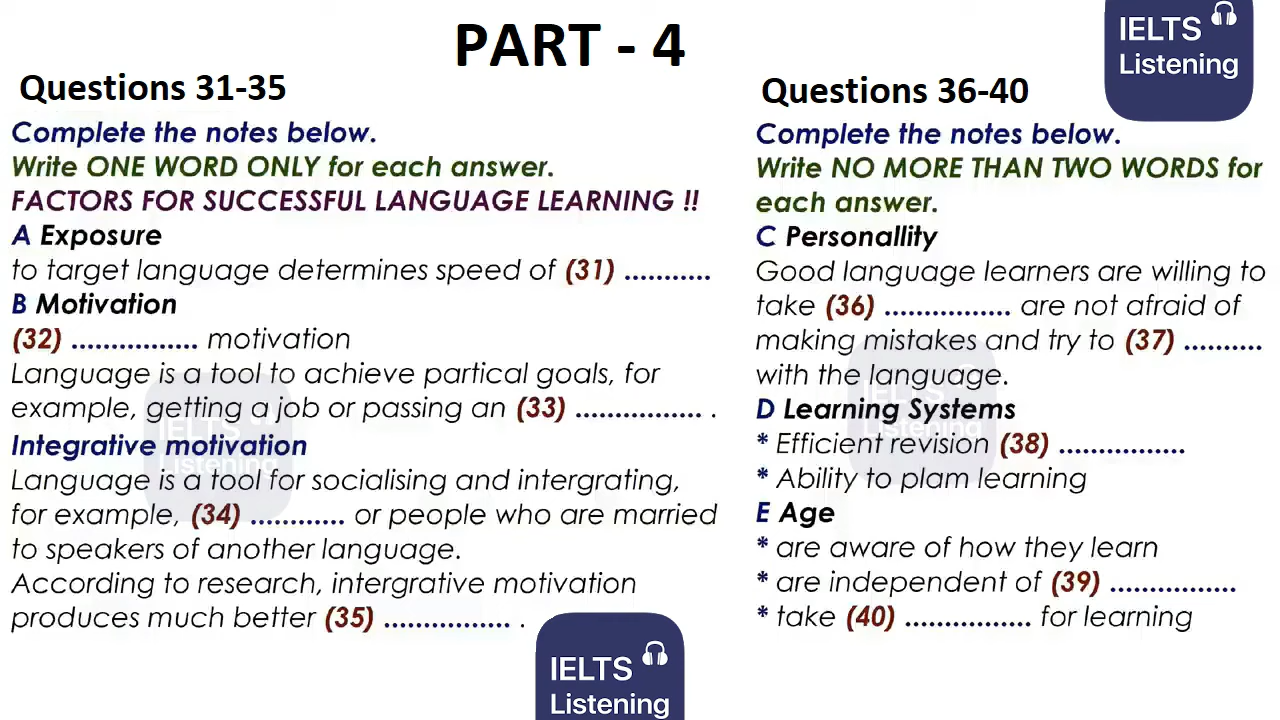 PART - 4
IELTS
Listening
Questions 31-35
Complete the notes below.
Write ONE WORD ONLY for each answer.
FACTORS FOR SUCCESSFUL LANGUAGE LEARNING !!
A Exposure
to target language determines speed of (31) ...........
B Motivation
(32) ................ motivation
Language is a tool to achieve partical goals, for
example, getting a job or passing an (33) ................ .
Integrative motivation
Language is a tool for socialising and intergrating,
for example, (34) ............ or people who are married
to speakers of another language.
According to research, intergrative motivation
produces much better (35) ................ .
IELTS
Listening
Questions 36-40
Complete the notes below.
Write NO MORE THAN TWO WORDS for
each answer.
C Personallity
Good language learners are willing to
take (36) ................ are not afraid of
making mistakes and try to (37) ..........
with the language.
D Learning Systems
* Efficient revision (38) ................
* Ability to plam learning
E Age
* are aware of how they learn
* are independent of (39) ................
* take (40) ................ for learning
IELTS
Listening
IELTS
Listening